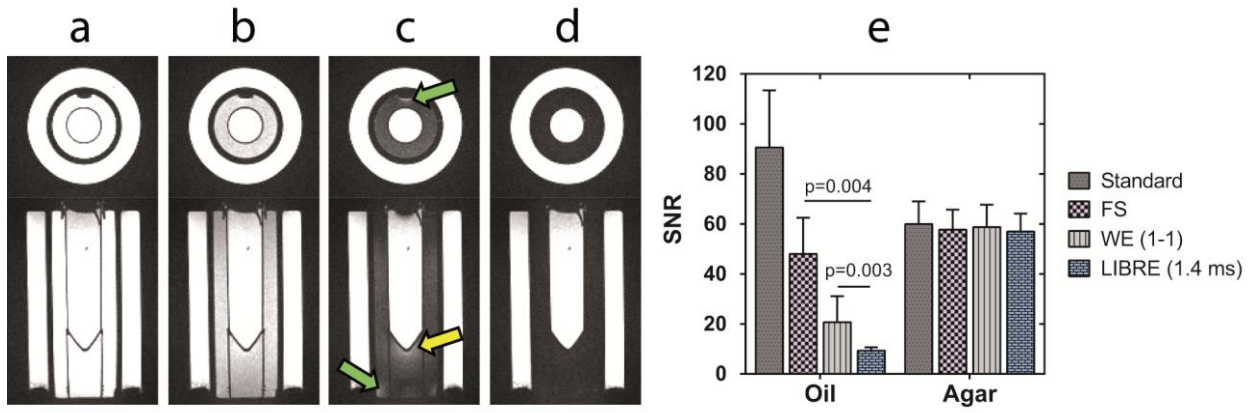 a b c d e
120
100
80
60
40
20
0
SNR
p=0.004
p=0.003
Oil Agar
Standard
FS
WE (1-1)
LIBRE (1.4 ms)